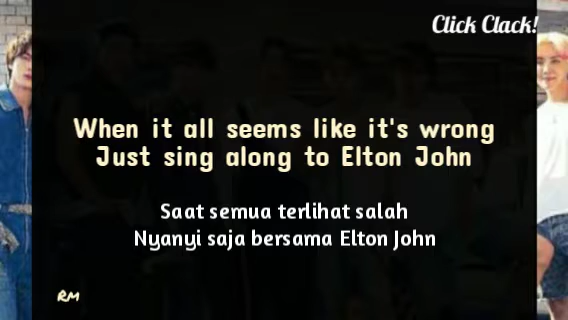 Click Clack!
When it all seems like it's wrong
Just sing along to Elton John
Saat semua terlihat salah
Nyanyi saja bersama Elton John
RM